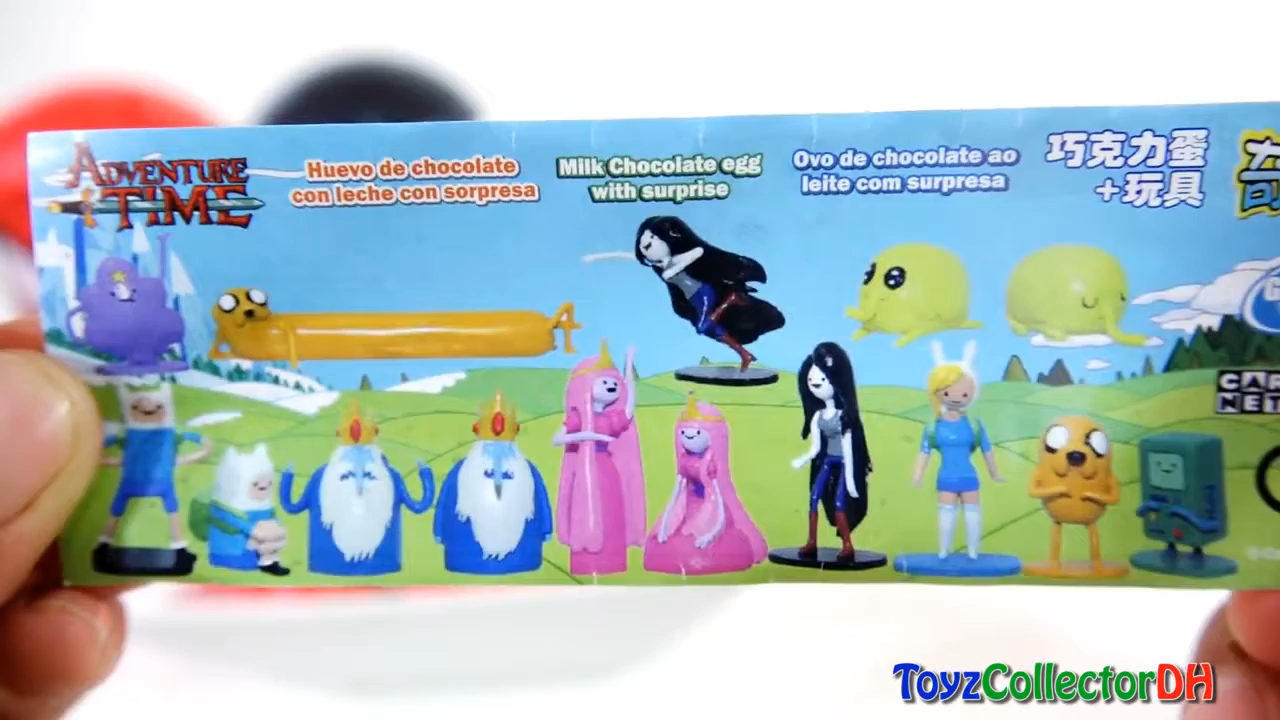 ADVENTURE
TIME
Huevo de chocolate
con leche con sorpresa
Milk Chocolate egg
with surprise
Ovo de chocolate ao
leite com surpresa
巧克力蛋
+玩具
ToyzCollectorDH